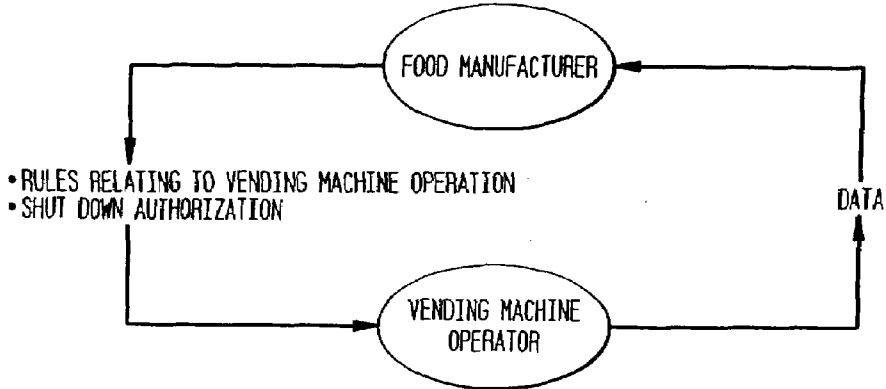 FOOD MANUFACTURER
• RULES RELATING TO VENDING MACHINE OPERATION
• SHUT DOWN AUTHORIZATION
DATA
VENDING MACHINE
OPERATOR